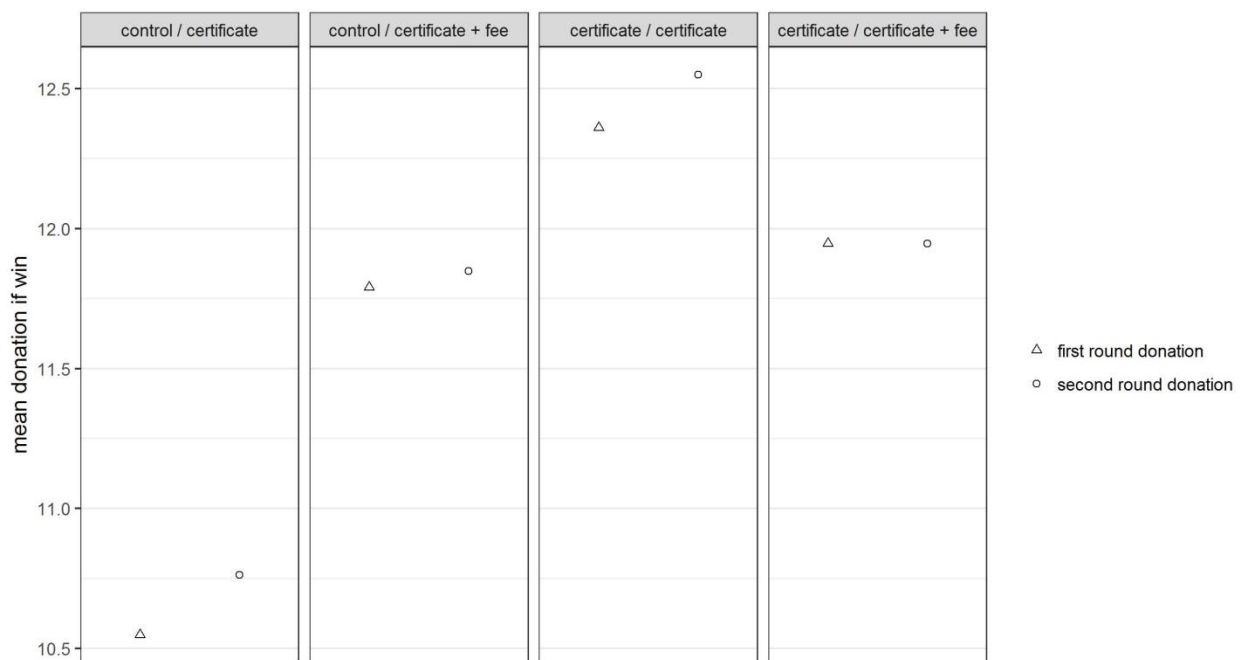 control / certificate
control / certificate + fee
certificate / certificate
certificate / certificate + fee
mean donation if win
12.5
12.0
11.5
11.0
10.5
first round donation
second round donation